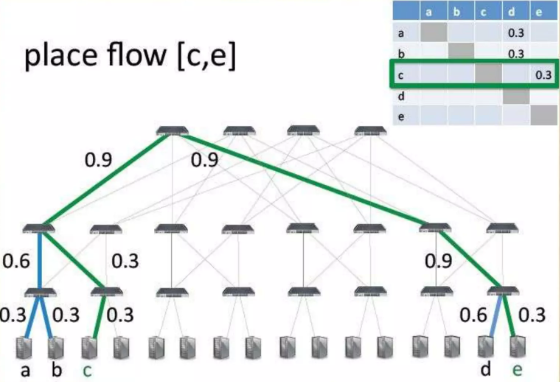 place flow [c,e]
a b c d e
a 0.3
b 0.3
c 0.3
d
e
0.9 0.9
0.6 0.3 0.9
0.3 0.3 0.3 0.6 0.3
a b c d e